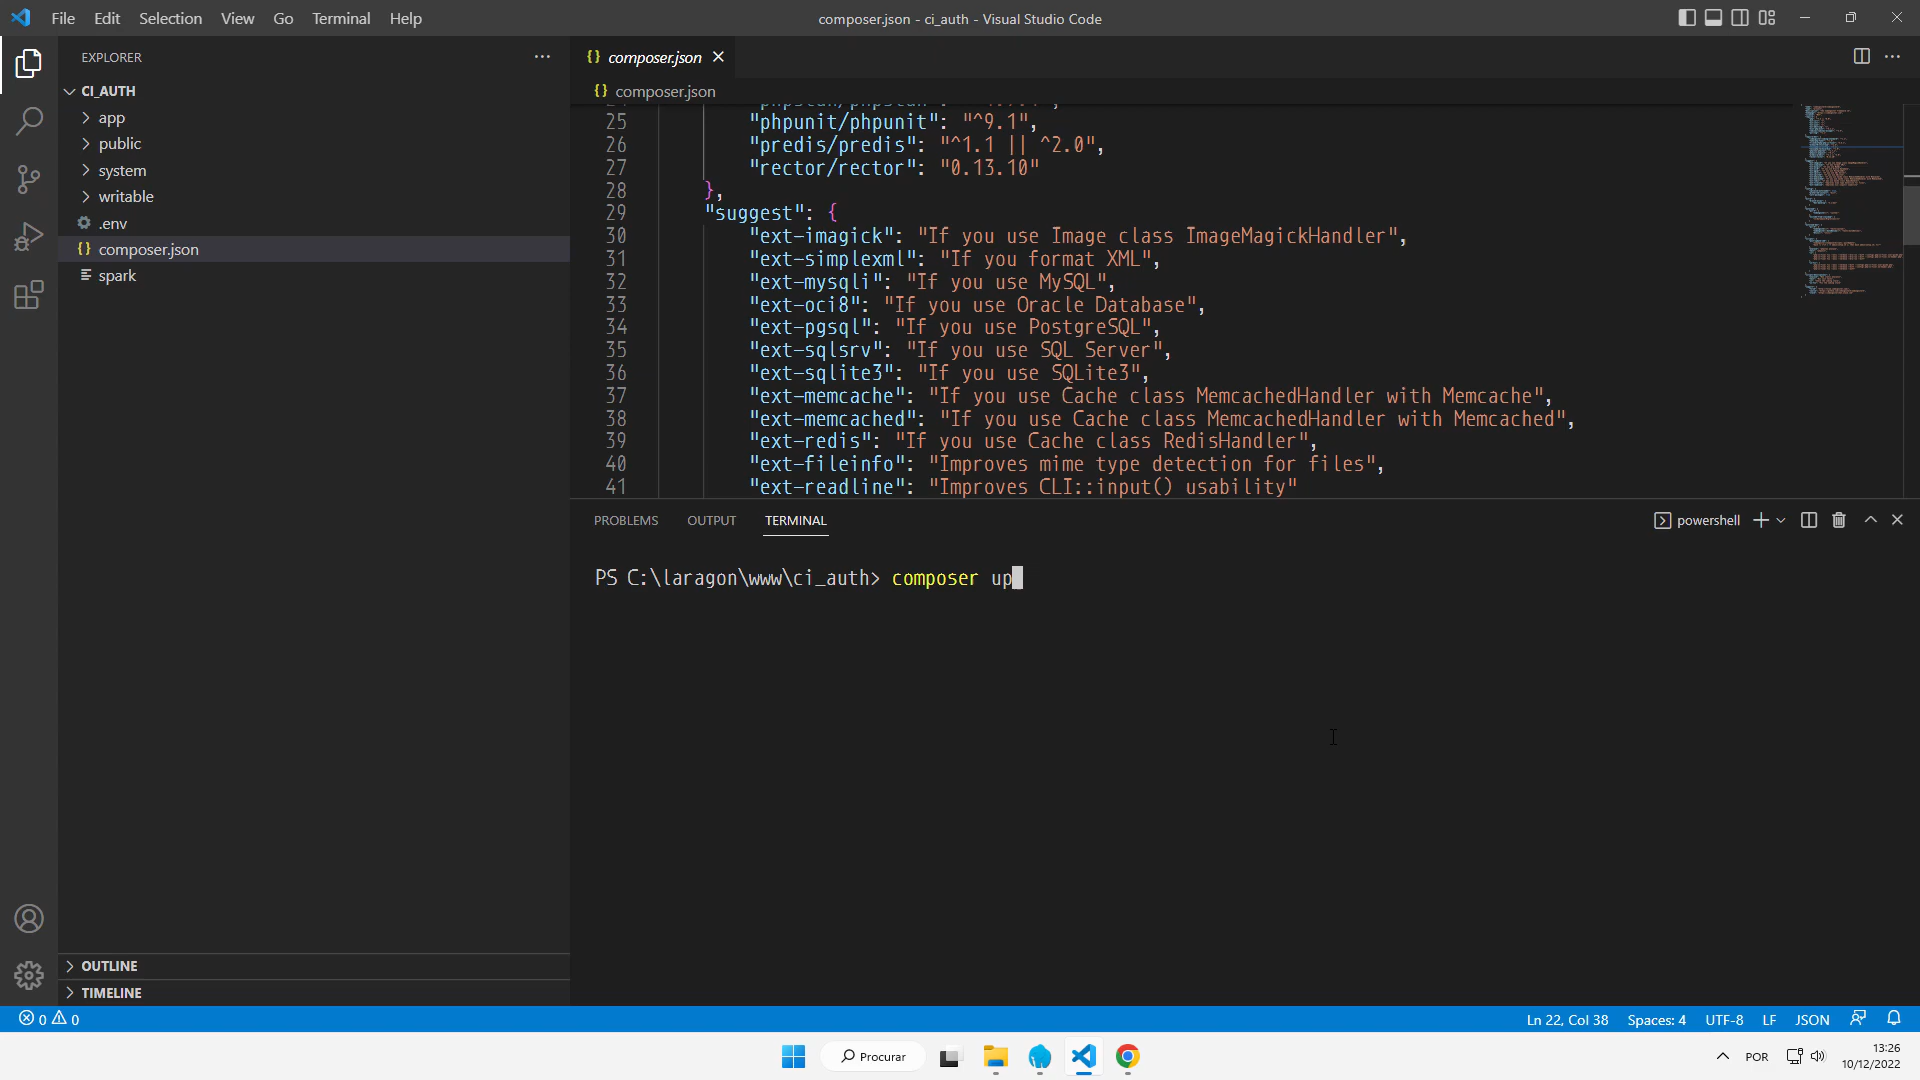 File Edit Selection View Go Terminal Help
composer.json - ci_auth - Visual Studio Code
EXPLORER
CI_AUTH
app
public
system
writable
.env
{} composer.json
spark
OUTLINE
TIMELINE
{} composer.json
{} composer.json
25 "phpunit/phpunit": "^9.1",
26 "predis/predis": "^1.1 || ^2.0",
27 "rector/rector": "0.13.10"
28 },
29 "suggest": {
30 "ext-imagick": "If you use Image class ImageMagickHandler",
31 "ext-simplexml": "If you format XML",
32 "ext-mysqli": "If you use MySQL",
33 "ext-oci8": "If you use Oracle Database",
34 "ext-pgsql": "If you use PostgreSQL",
35 "ext-sqlsrv": "If you use SQL Server",
36 "ext-sqlite3": "If you use SQLite3",
37 "ext-memcache": "If you use Cache class MemcachedHandler with Memcache",
38 "ext-memcached": "If you use Cache class MemcachedHandler with Memcached",
39 "ext-redis": "If you use Cache class RedisHandler",
40 "ext-fileinfo": "Improves mime type detection for files",
41 "ext-readline": "Improves CLI::input() usability"
PROBLEMS OUTPUT TERMINAL
powershell
PS C:\laragon\www\ci_auth> composer up
0 0
Ln 22, Col 38 Spaces: 4 UTF-8 LF JSON
Procurar
POR
13:26
10/12/2022